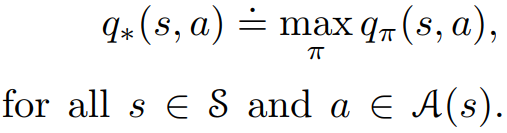 q∗(s, a) ≐ max_π q_π(s, a),
for all s ∈ 𝒮 and a ∈ 𝒜(s).